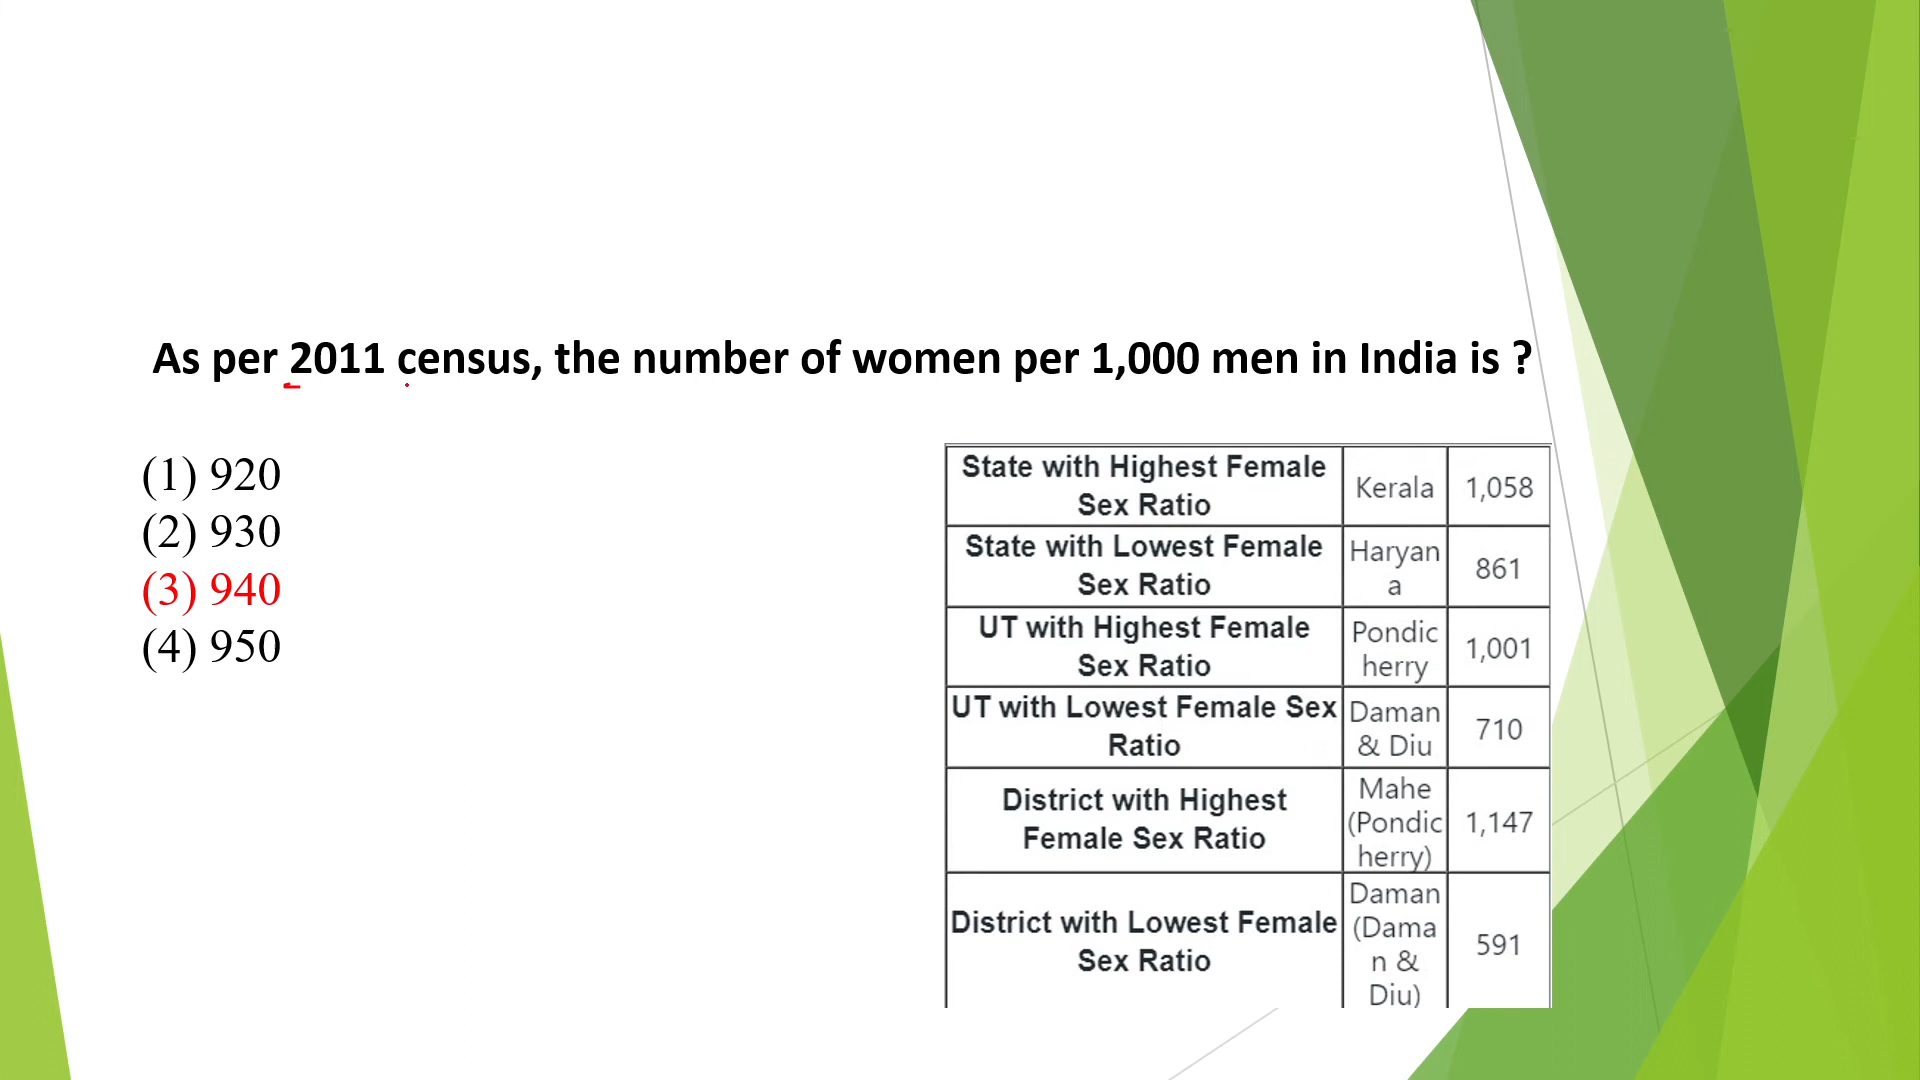 As per 2011 census, the number of women per 1,000 men in India is ?
(1) 920
(2) 930
(3) 940
(4) 950
State with Highest Female
Sex Ratio
Kerala
1,058
State with Lowest Female
Sex Ratio
Haryan
a
861
UT with Highest Female
Sex Ratio
Pondic
herry
1,001
UT with Lowest Female Sex
Ratio
Daman
& Diu
710
District with Highest
Female Sex Ratio
Mahe
(Pondic
herry)
1,147
District with Lowest Female
Sex Ratio
Daman
(Dama
n &
Diu)
591